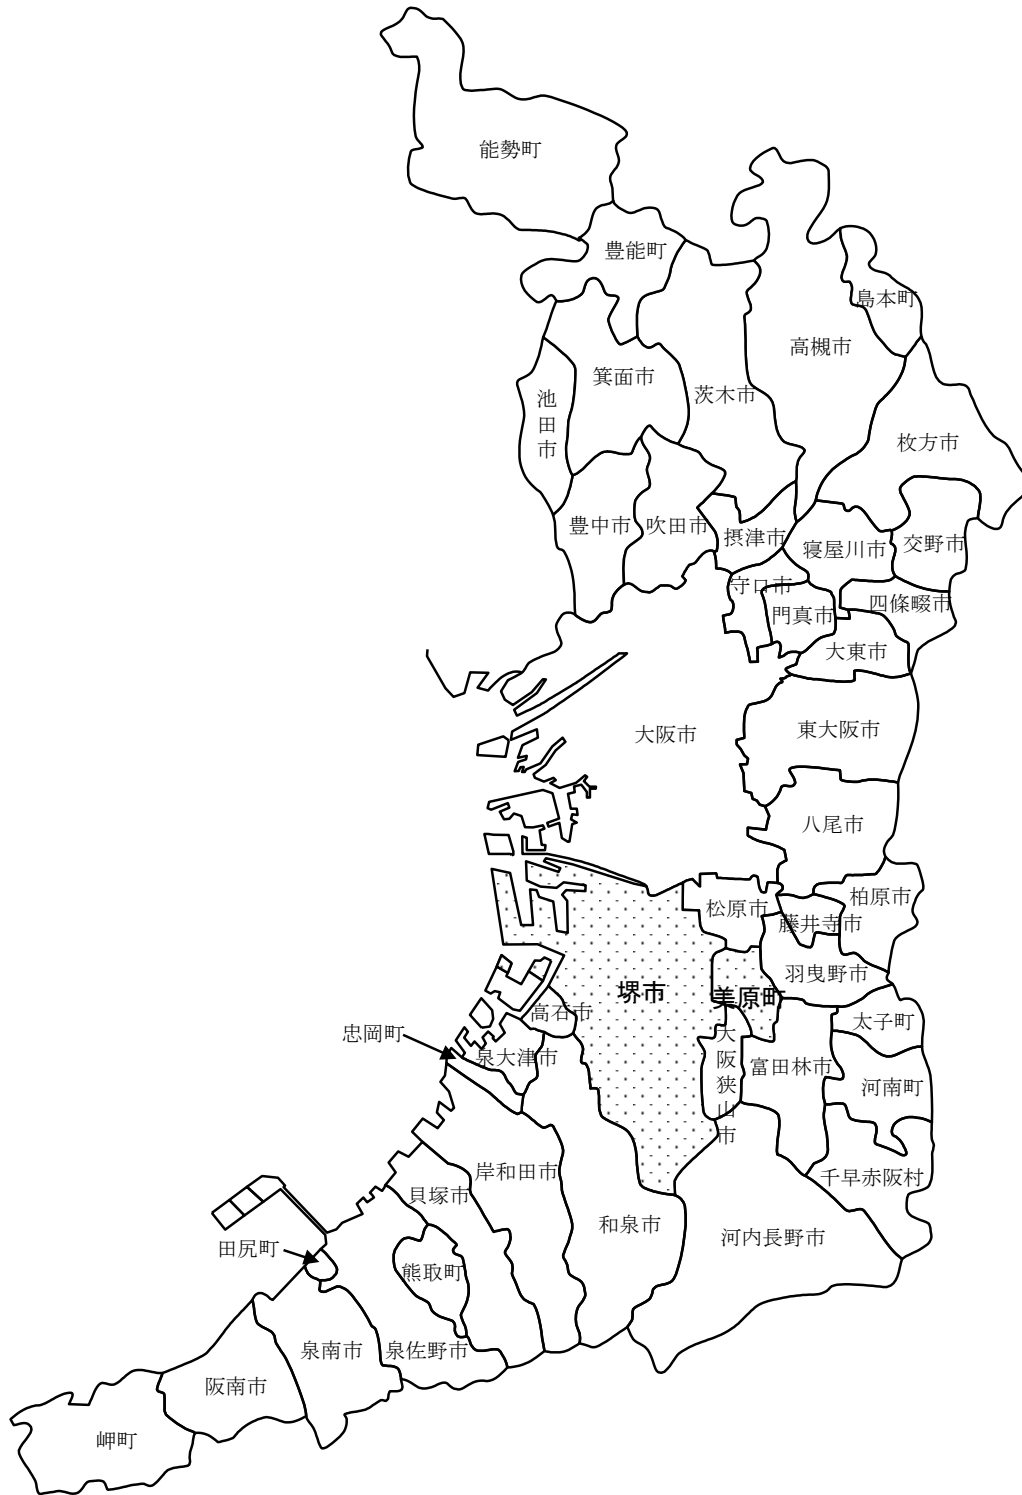 能勢町
豊能町
島本町
高槻市
箕面市
茨木市
池田市
枚方市
豊中市
吹田市
摂津市
寝屋川市
交野市
守口市
四條畷市
門真市
大東市
大阪市
東大阪市
八尾市
柏原市
松原市
藤井寺市
羽曳野市
堺市
美原町
高石市
太子町
忠岡町
泉大津市
大阪狭山市
富田林市
河南町
岸和田市
千早赤阪村
貝塚市
和泉市
河内長野市
田尻町
熊取町
泉南市
泉佐野市
阪南市
岬町